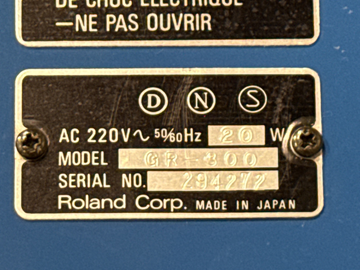 DE CHOC ÉLECTRIQUE
—NE PAS OUVRIR
D N S
AC 220V~ 50/60Hz 20 W
MODEL GR-300
SERIAL NO. 294272
Roland Corp. MADE IN JAPAN